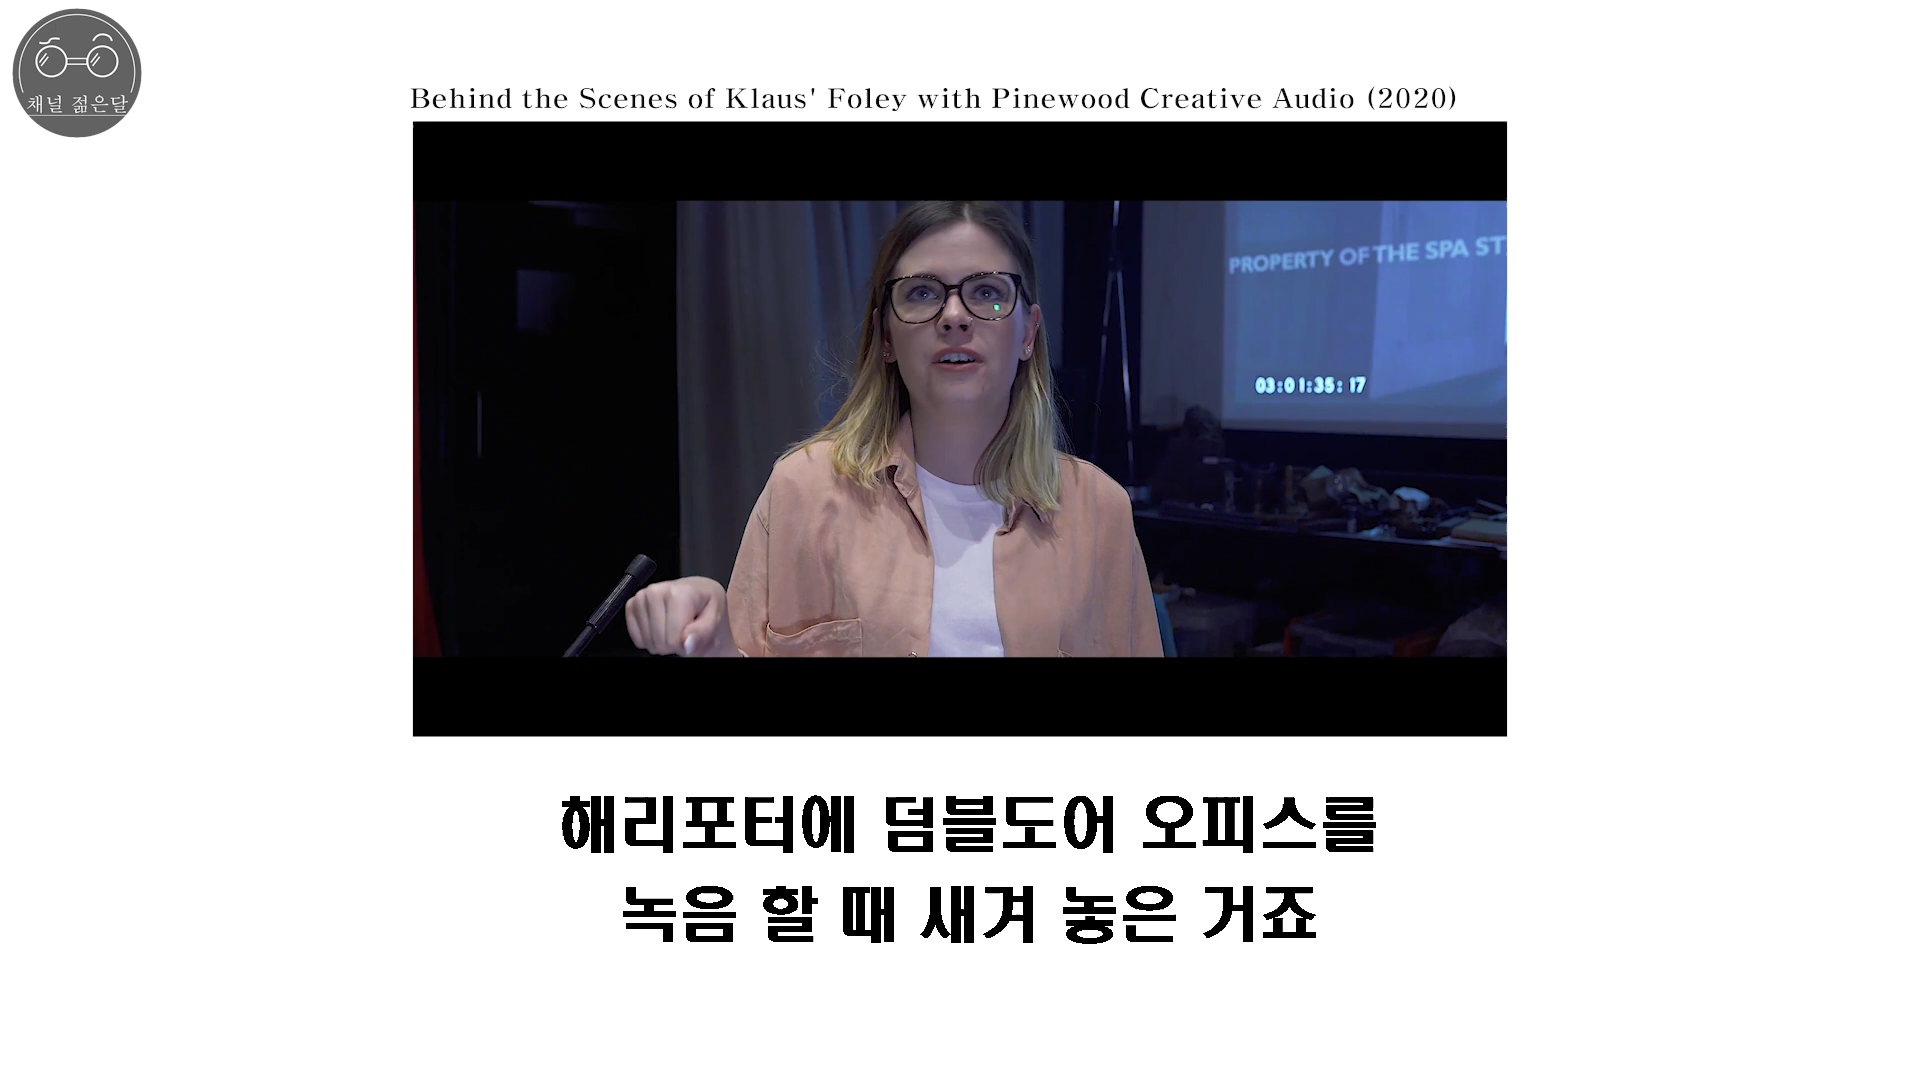 채널 젊은달
Behind the Scenes of Klaus' Foley with Pinewood Creative Audio (2020)
PROPERTY OF THE SPA ST
03:01:35:17
해리포터에 덤블도어 오피스를
녹음 할 때 새겨 놓은 거죠